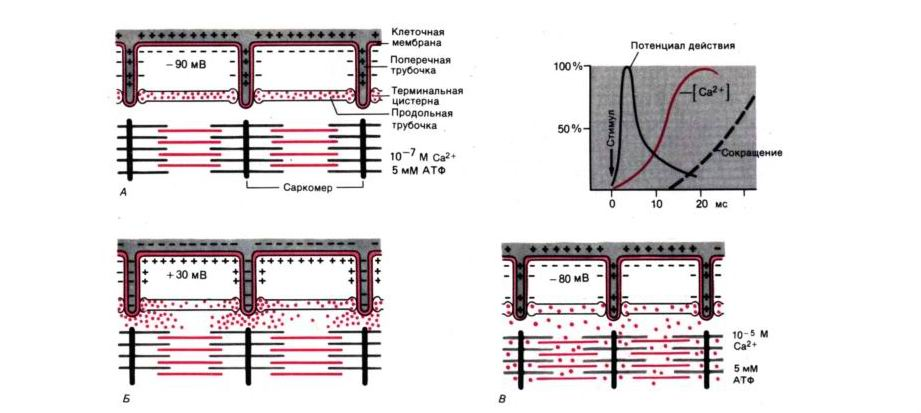 Клеточная
мембрана
−90 мВ
Поперечная
трубочка
Терминальная
цистерна
Продольная
трубочка
10⁻⁷ М Ca²⁺
5 мМ АТФ
Саркомер
А
Потенциал действия
100%
[Ca²⁺]
50%
Стимул
Сокращение
0 10 20 мс
+30 мВ
Б
−80 мВ
10⁻⁵ М
Ca²⁺
5 мМ
АТФ
В